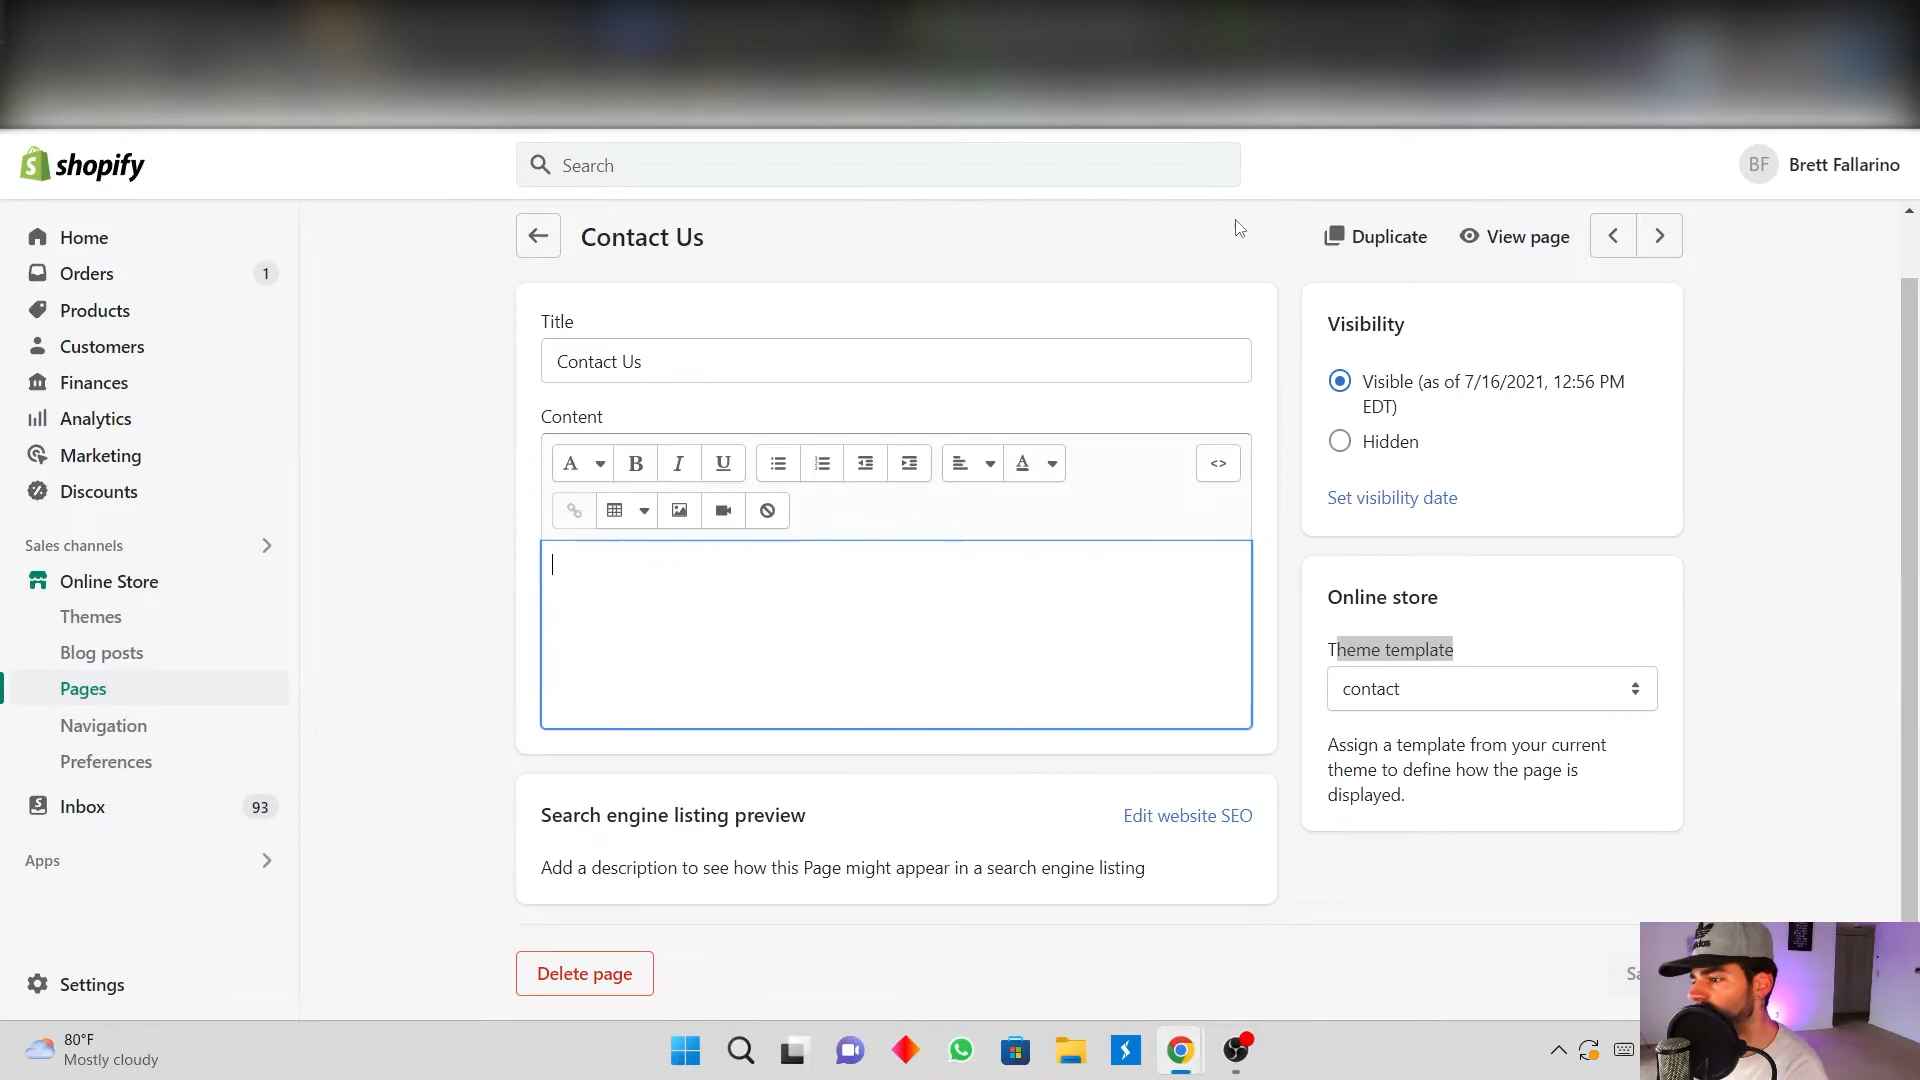 shopify
Search
BF
Brett Fallarino
Home
Orders
1
Products
Customers
Finances
Analytics
Marketing
Discounts
Sales channels
Online Store
Themes
Blog posts
Pages
Navigation
Preferences
Inbox
93
Apps
Settings
Contact Us
Duplicate
View page
Title
Contact Us
Content
A
B
I
U
A
<>
Search engine listing preview
Edit website SEO
Add a description to see how this Page might appear in a search engine listing
Delete page
Visibility
Visible (as of 7/16/2021, 12:56 PM
EDT)
Hidden
Set visibility date
Online store
Theme template
contact
Assign a template from your current
theme to define how the page is
displayed.
80°F
Mostly cloudy